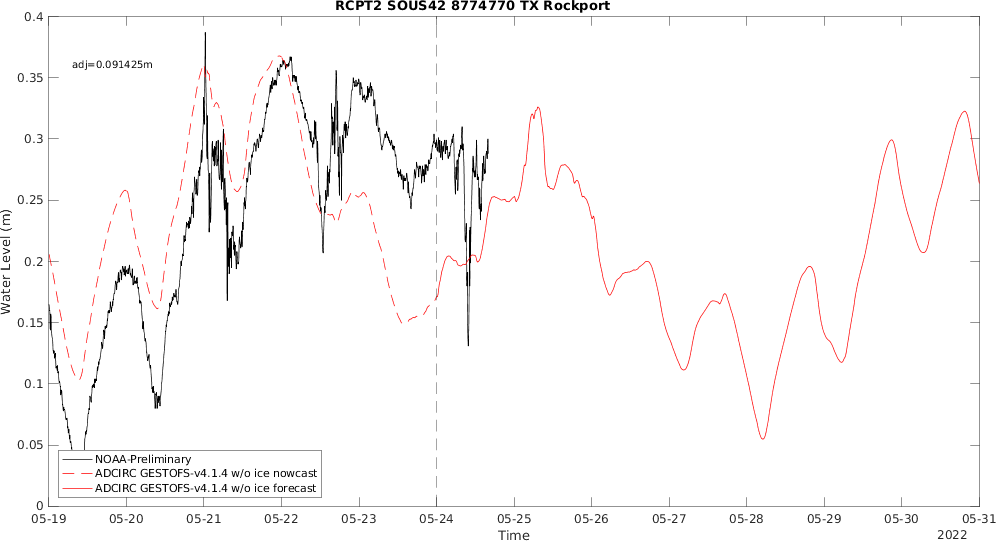 RCPT2 SOUS42 8774770 TX Rockport
adj=0.091425m
Water Level (m)
0.4
0.35
0.3
0.25
0.2
0.15
0.1
0.05
0
NOAA-Preliminary
ADCIRC GESTOFS-v4.1.4 w/o ice nowcast
ADCIRC GESTOFS-v4.1.4 w/o ice forecast
05-19 05-20 05-21 05-22 05-23 05-24 05-25 05-26 05-27 05-28 05-29 05-30 05-31
Time
2022